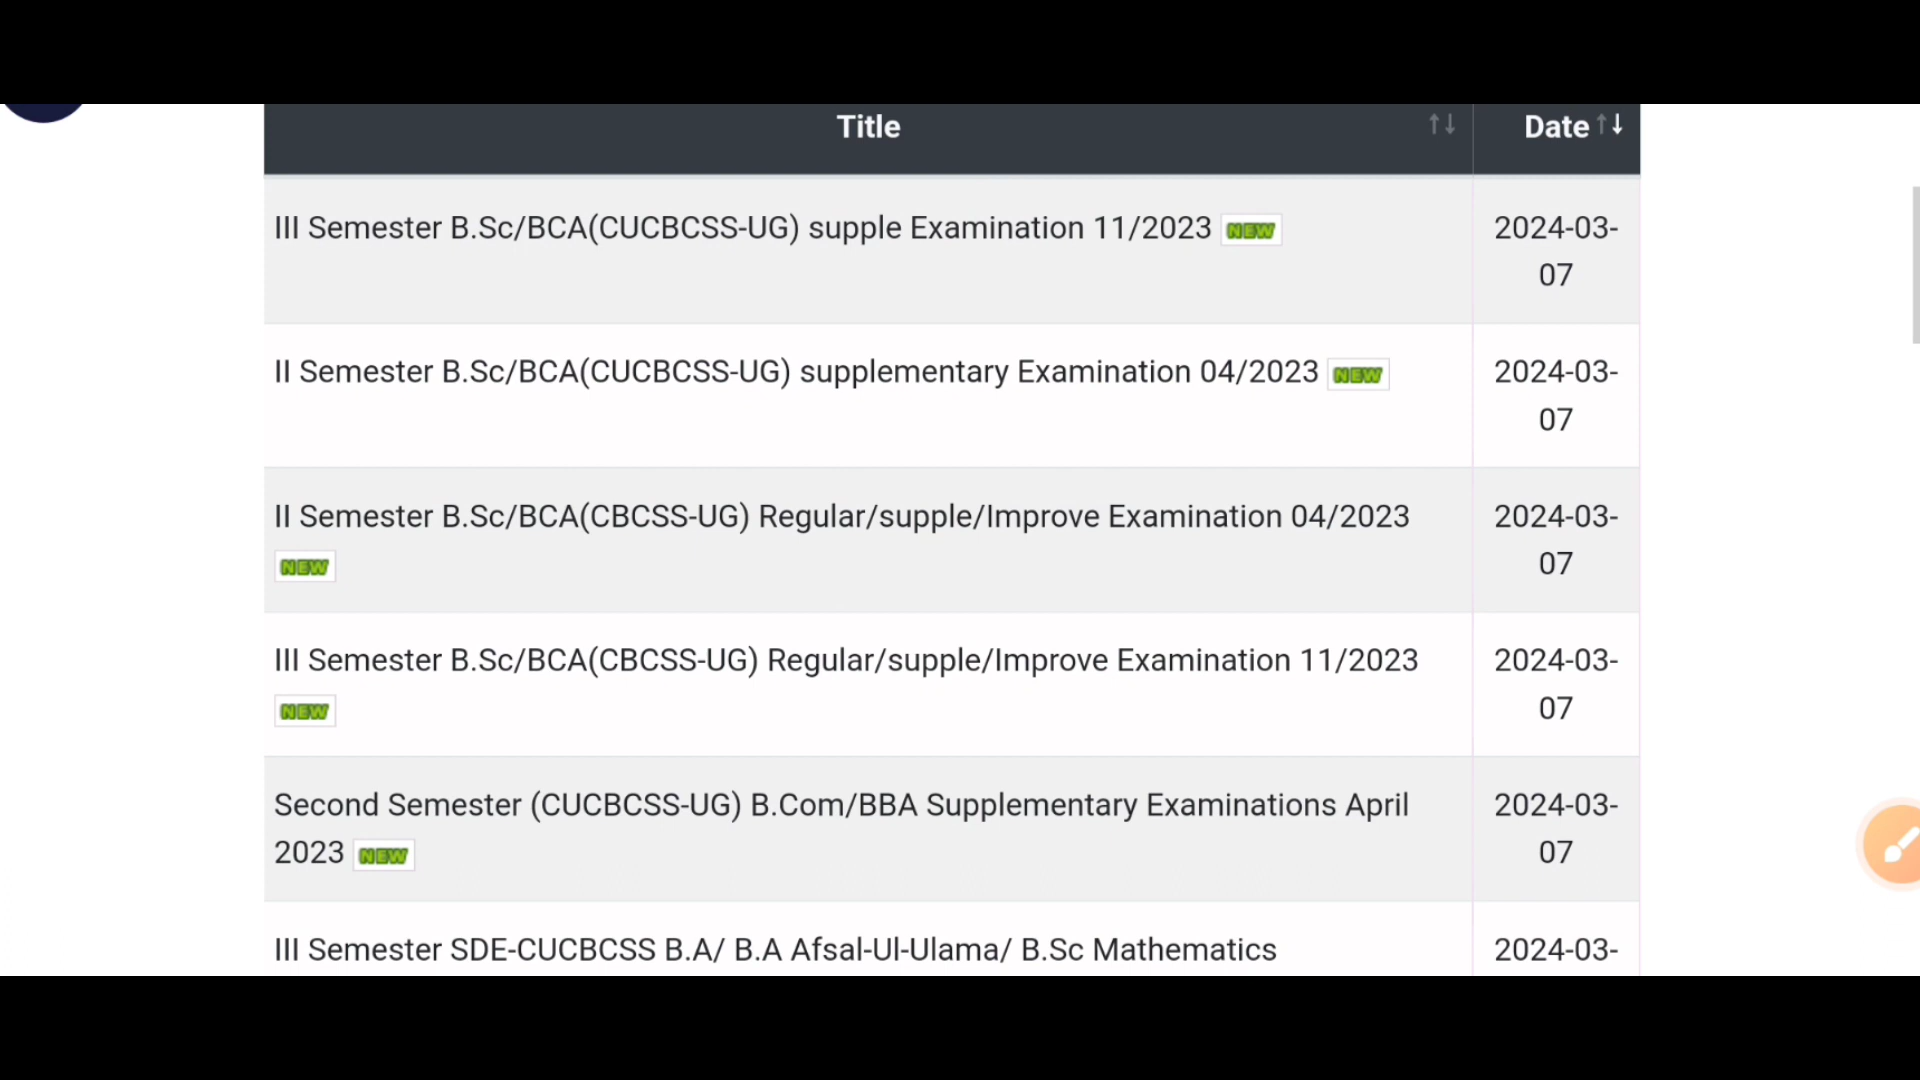 Title Date
III Semester B.Sc/BCA(CUCBCSS-UG) supple Examination 11/2023 NEW 2024-03-
07
II Semester B.Sc/BCA(CUCBCSS-UG) supplementary Examination 04/2023 NEW 2024-03-
07
II Semester B.Sc/BCA(CBCSS-UG) Regular/supple/Improve Examination 04/2023 2024-03-
NEW 07
III Semester B.Sc/BCA(CBCSS-UG) Regular/supple/Improve Examination 11/2023 2024-03-
NEW 07
Second Semester (CUCBCSS-UG) B.Com/BBA Supplementary Examinations April 2024-03-
2023 NEW 07
III Semester SDE-CUCBCSS B.A/ B.A Afsal-Ul-Ulama/ B.Sc Mathematics 2024-03-